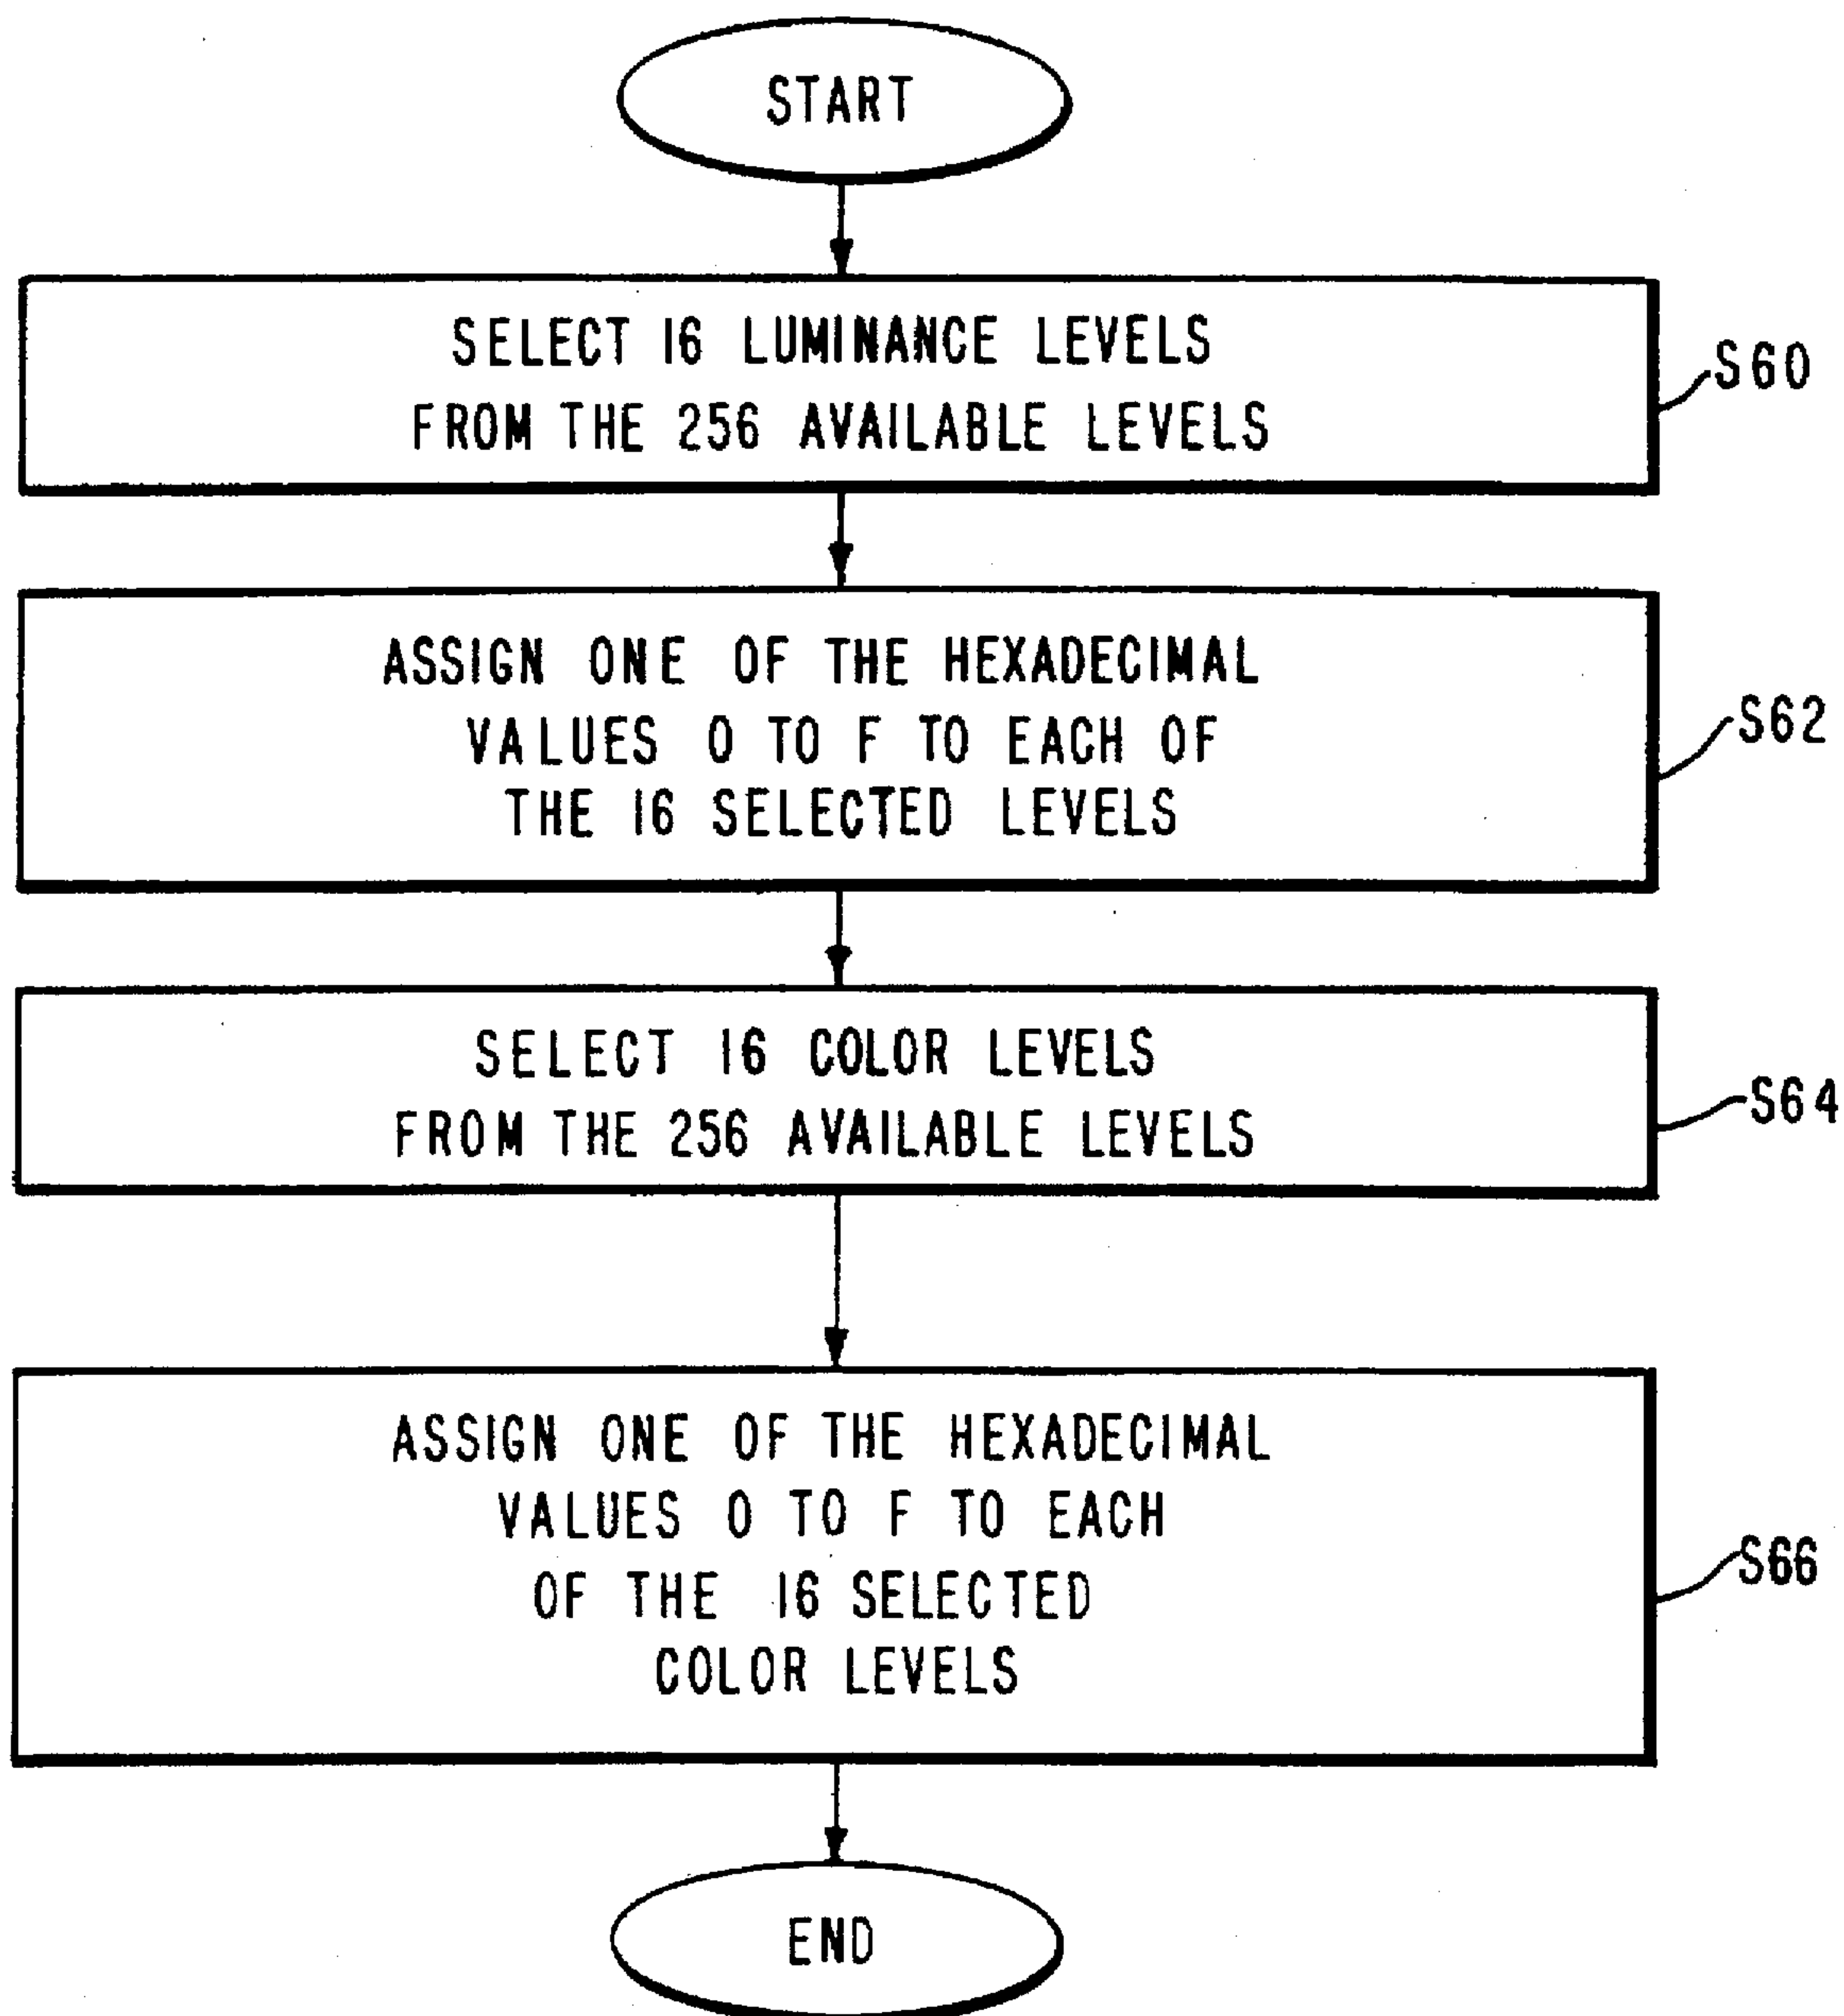 START
SELECT 16 LUMINANCE LEVELS
FROM THE 256 AVAILABLE LEVELS
S60
ASSIGN ONE OF THE HEXADECIMAL
VALUES 0 TO F TO EACH OF
THE 16 SELECTED LEVELS
S62
SELECT 16 COLOR LEVELS
FROM THE 256 AVAILABLE LEVELS
S64
ASSIGN ONE OF THE HEXADECIMAL
VALUES 0 TO F TO EACH
OF THE 16 SELECTED
COLOR LEVELS
S66
END